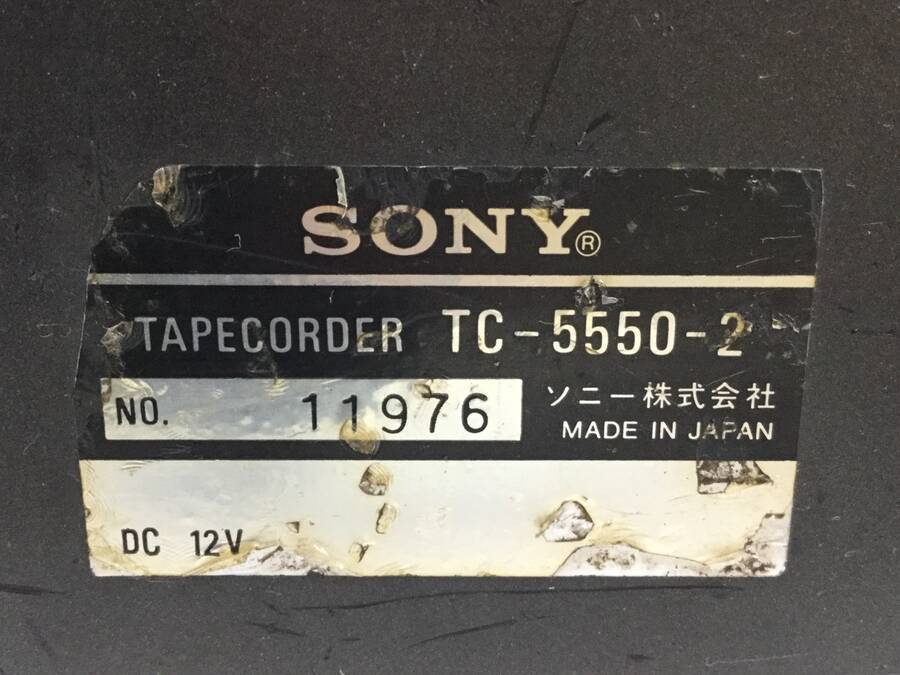 SONY®
TAPECORDER TC-5550-2
NO. 11976
ソニー株式会社
MADE IN JAPAN
DC 12V